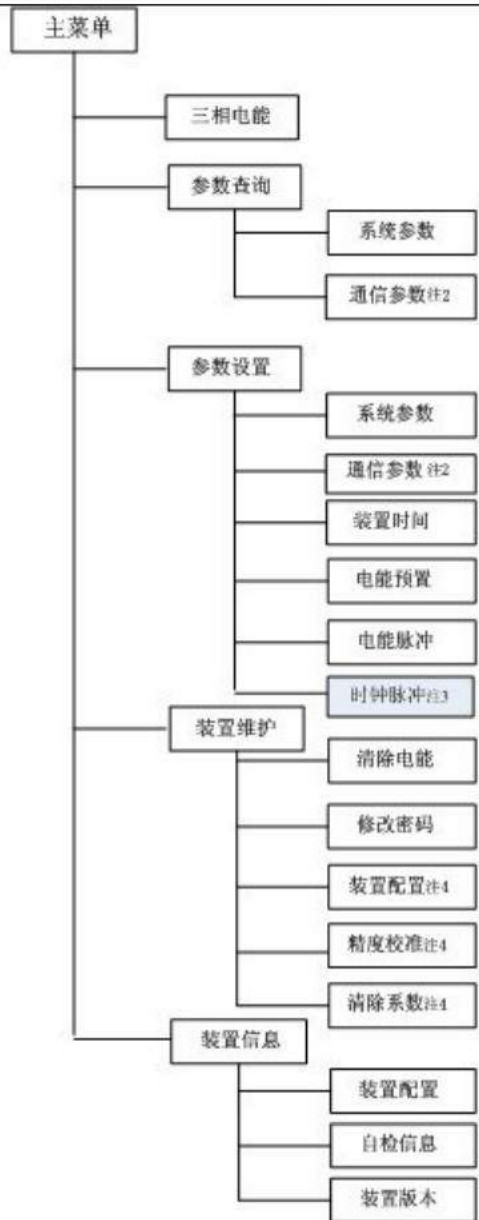 主菜单
三相电能
参数查询
系统参数
通信参数注2
参数设置
系统参数
通信参数注2
装置时间
电能预置
电能脉冲
时钟脉冲注3
装置维护
清除电能
修改密码
装置配置注4
精度校准注4
清除系数注4
装置信息
装置配置
自检信息
装置版本